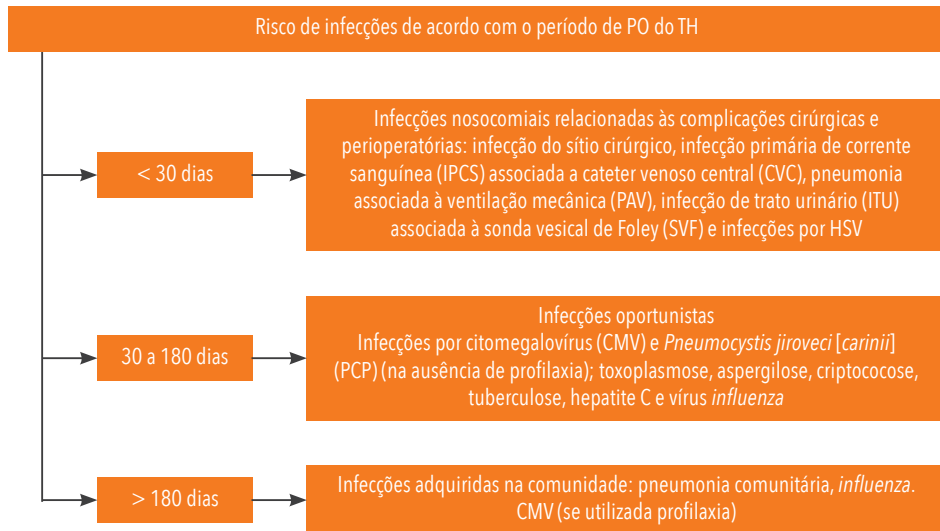 Risco de infecções de acordo com o período de PO do TH
< 30 dias
Infecções nosocomiais relacionadas às complicações cirúrgicas e
perioperatórias: infecção do sítio cirúrgico, infecção primária de corrente
sanguínea (IPCS) associada a cateter venoso central (CVC), pneumonia
associada à ventilação mecânica (PAV), infecção de trato urinário (ITU)
associada à sonda vesical de Foley (SVF) e infecções por HSV
30 a 180 dias
Infecções oportunistas
Infecções por citomegalovírus (CMV) e Pneumocystis jiroveci [carinii]
(PCP) (na ausência de profilaxia); toxoplasmose, aspergilose, criptococose,
tuberculose, hepatite C e vírus influenza
> 180 dias
Infecções adquiridas na comunidade: pneumonia comunitária, influenza.
CMV (se utilizada profilaxia)